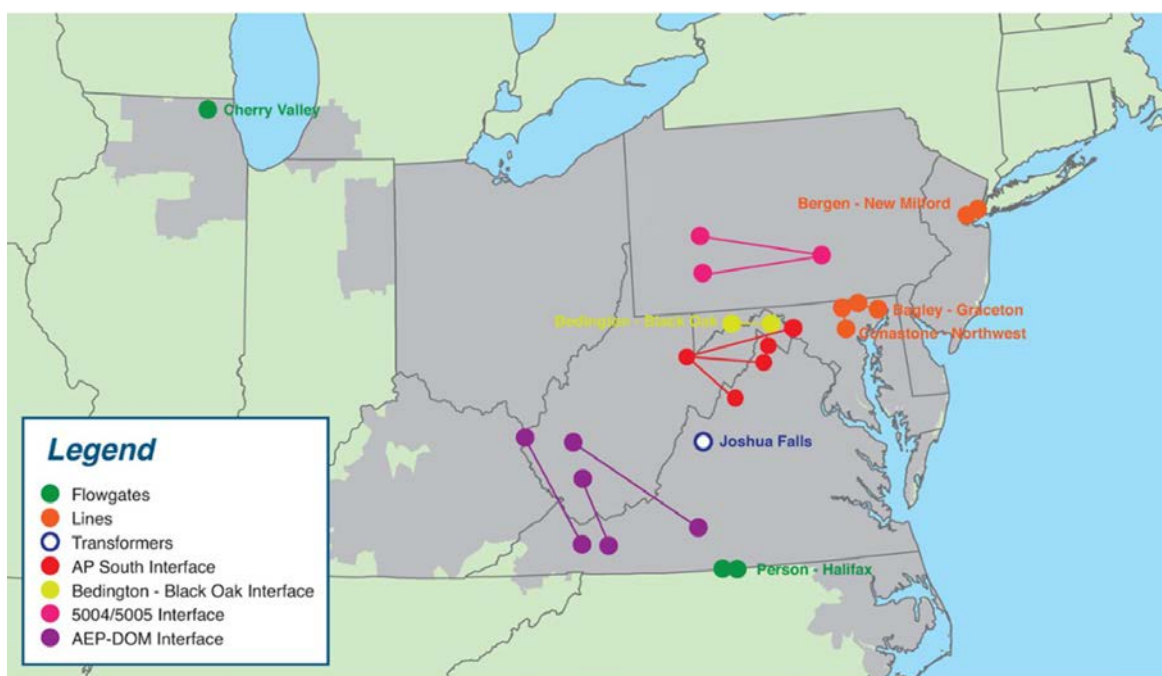 Cherry Valley
Bergen - New Milford
Bedington - Black Oak
Bagley - Graceton
Conastone - Northwest
Joshua Falls
Person - Halifax
Legend
Flowgates
Lines
Transformers
AP South Interface
Bedington - Black Oak Interface
5004/5005 Interface
AEP-DOM Interface